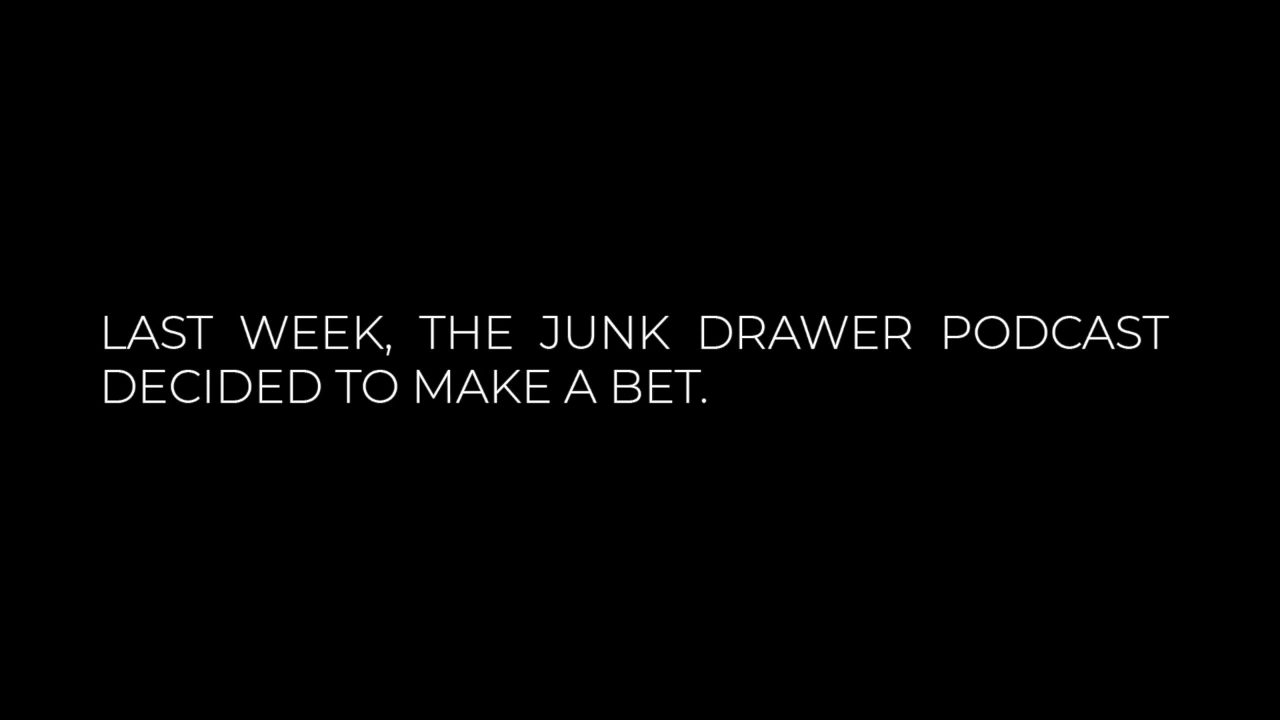 LAST WEEK, THE JUNK DRAWER PODCAST
DECIDED TO MAKE A BET.